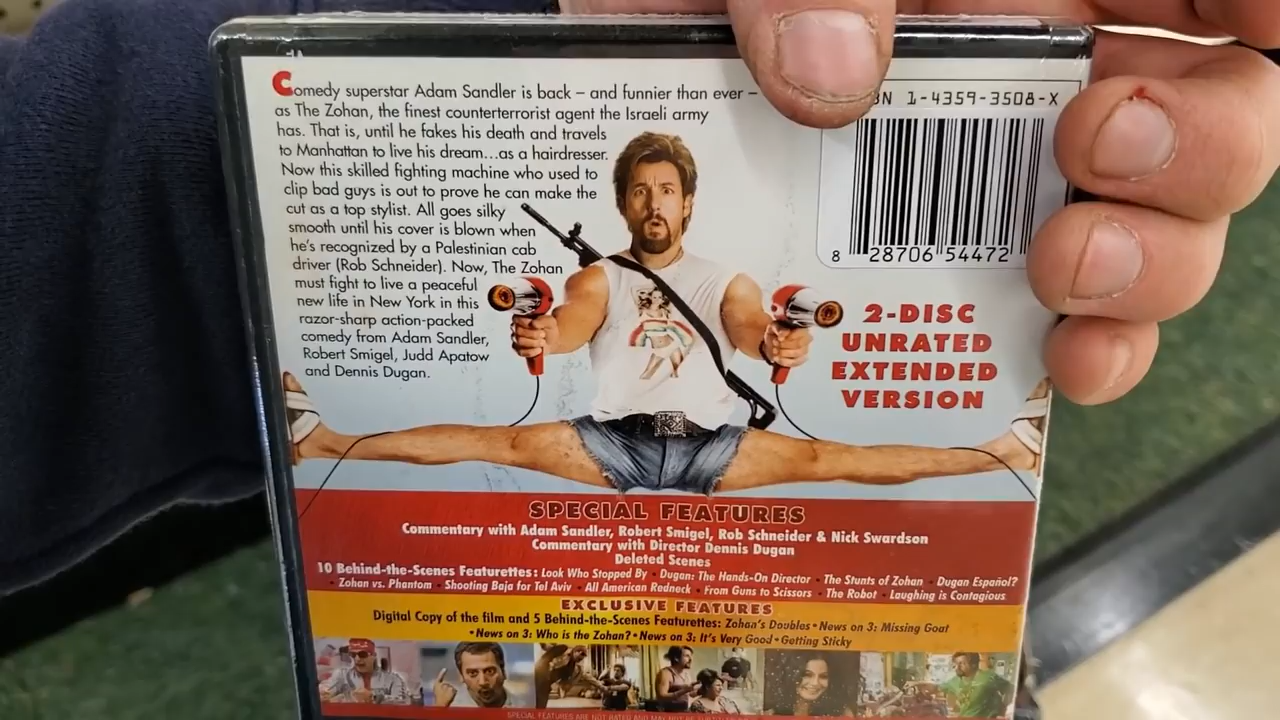 Comedy superstar Adam Sandler is back – and funnier than ever –
as The Zohan, the finest counterterrorist agent the Israeli army
has. That is, until he fakes his death and travels
to Manhattan to live his dream...as a hairdresser.
Now this skilled fighting machine who used to
clip bad guys is out to prove he can make the
cut as a top stylist. All goes silky
smooth until his cover is blown when
he's recognized by a Palestinian cab
driver (Rob Schneider). Now, The Zohan
must fight to live a peaceful
new life in New York in this
razor-sharp action-packed
comedy from Adam Sandler,
Robert Smigel, Judd Apatow
and Dennis Dugan.
1-4359-3508-X
8 28706 54472
2-DISC
UNRATED
EXTENDED
VERSION
SPECIAL FEATURES
Commentary with Adam Sandler, Robert Smigel, Rob Schneider & Nick Swardson
Commentary with Director Dennis Dugan
Deleted Scenes
10 Behind-the-Scenes Featurettes: Look Who Stopped By • Dugan: The Hands-On Director • The Stunts of Zohan • Dugan Español?
• Zohan vs. Phantom • Shooting Baja for Tel Aviv • All American Redneck • From Guns to Scissors • The Robot • Laughing is Contagious
EXCLUSIVE FEATURES
Digital Copy of the film and 5 Behind-the-Scenes Featurettes: Zohan's Doubles • News on 3: Missing Goat
• News on 3: Who is the Zohan? • News on 3: It's Very Good • Getting Sticky
SPECIAL FEATURES ARE NOT RATED AND MAY NOT BE